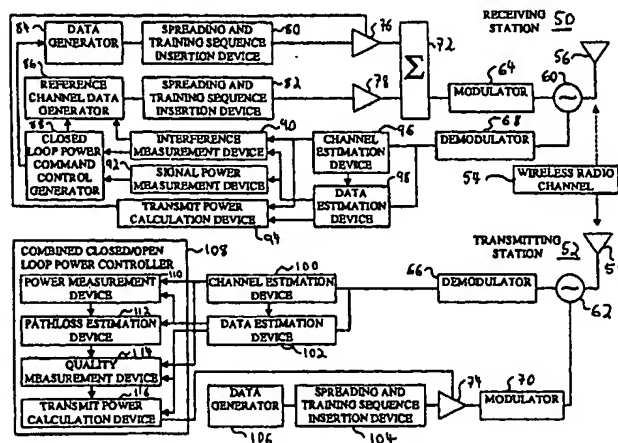 84
DATA GENERATOR
SPREADING AND TRAINING SEQUENCE INSERTION DEVICE
80
76
72
RECEIVING STATION 50
56
86
REFERENCE CHANNEL DATA GENERATOR
SPREADING AND TRAINING SEQUENCE INSERTION DEVICE
82
78
Σ
64
MODULATOR
60
88
CLOSED LOOP POWER COMMAND CONTROL GENERATOR
90
INTERFERENCE MEASUREMENT DEVICE
96
CHANNEL ESTIMATION DEVICE
68
DEMODULATOR
92
SIGNAL POWER MEASUREMENT DEVICE
98
DATA ESTIMATION DEVICE
54
WIRELESS RADIO CHANNEL
TRANSMIT POWER CALCULATION DEVICE
94
TRANSMITTING STATION 52
COMBINED CLOSED/OPEN LOOP POWER CONTROLLER
108
110
POWER MEASUREMENT DEVICE
100
CHANNEL ESTIMATION DEVICE
66
DEMODULATOR
62
112
PATHLOSS ESTIMATION DEVICE
DATA ESTIMATION DEVICE
102
114
QUALITY MEASUREMENT DEVICE
116
TRANSMIT POWER CALCULATION DEVICE
DATA GENERATOR
106
SPREADING AND TRAINING SEQUENCE INSERTION DEVICE
104
74
70
MODULATOR